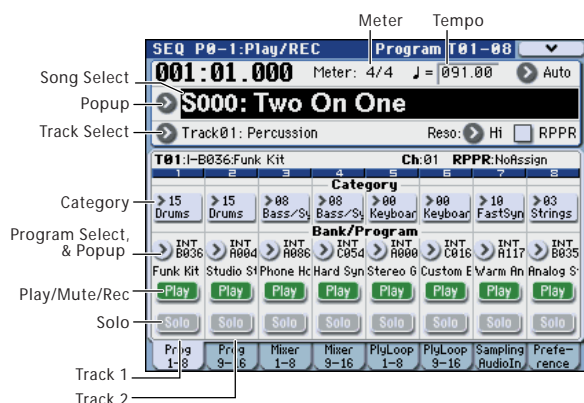 Meter Tempo
SEQ P0-1:Play/REC Program T01-08
001:01.000 Meter: 4/4 ♩= 091.00 Auto
Song Select
Popup
S000: Two On One
Track Select
Track01: Percussion Reso: Hi RPPR
T01:I-B036:Funk Kit Ch:01 RPPR:NoAssign
1 2 3 4 5 6 7 8
Category
Category
15 15 08 08 00 00 10 03
Drums Drums Bass/Sy Bass/Sy Keyboar Keyboar FastSyn Strings
Bank/Program
Program Select, & Popup
INT INT INT INT INT INT INT INT
B036 A004 A086 C054 A000 C016 A117 B035
Funk Kit Studio St Phone Ho Hard Syn Stereo G Custom E Warm An Analog S
Play/Mute/Rec
Play Play Play Play Play Play Play Play
Solo
Solo Solo Solo Solo Solo Solo Solo Solo
Prog Prog Mixer Mixer PlyLoop PlyLoop Sampling Prefe-
1-8 9-16 1-8 9-16 1-8 9-16 AudioIn rence
Track 1
Track 2